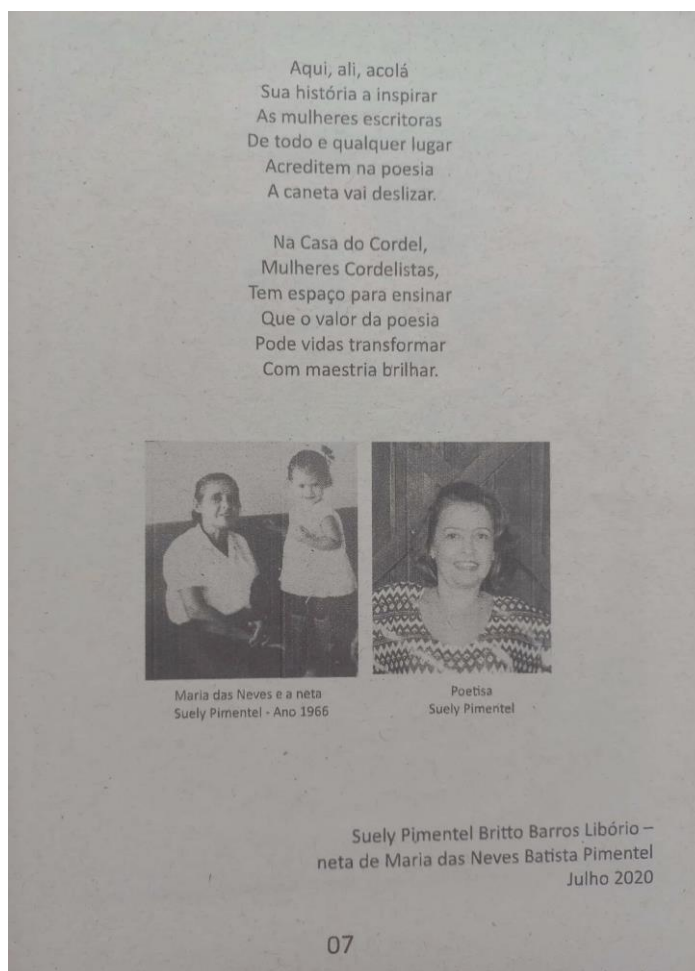 Aqui, ali, acolá
Sua história a inspirar
As mulheres escritoras
De todo e qualquer lugar
Acreditem na poesia
A caneta vai deslizar.
Na Casa do Cordel,
Mulheres Cordelistas,
Tem espaço para ensinar
Que o valor da poesia
Pode vidas transformar
Com maestria brilhar.
Maria das Neves e a neta
Suely Pimentel - Ano 1966
Poetisa
Suely Pimentel
Suely Pimentel Britto Barros Libório –
neta de Maria das Neves Batista Pimentel
Julho 2020
07